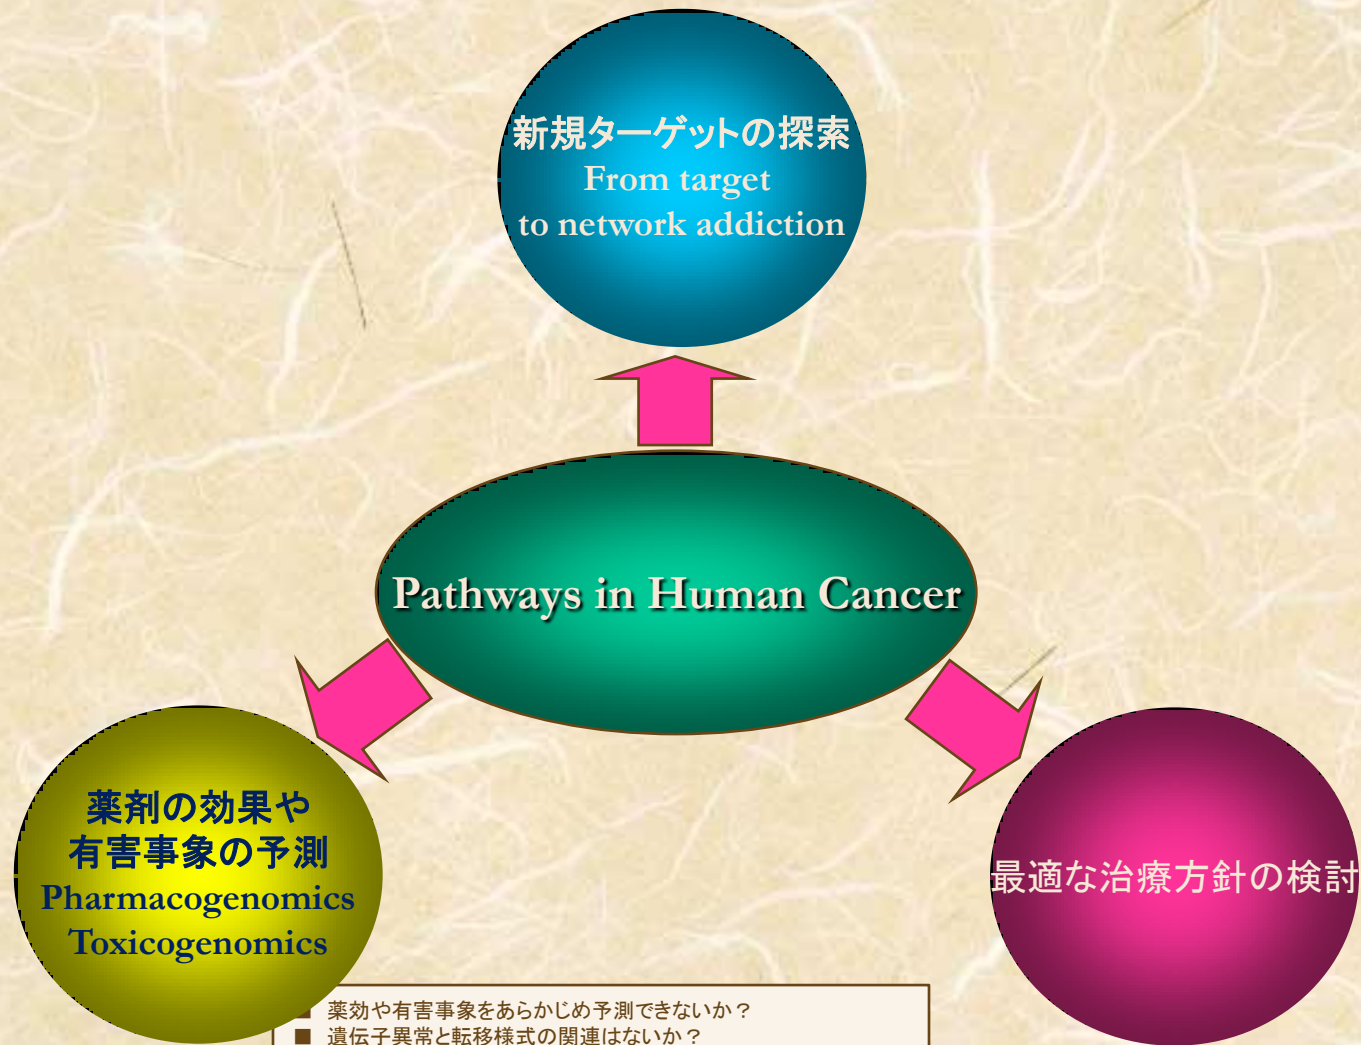 新規ターゲットの探索
From target
to network addiction
Pathways in Human Cancer
薬剤の効果や
有害事象の予測
Pharmacogenomics
Toxicogenomics
最適な治療方針の検討
■ 薬効や有害事象をあらかじめ予測できないか？
■ 遺伝子異常と転移様式の関連はないか？